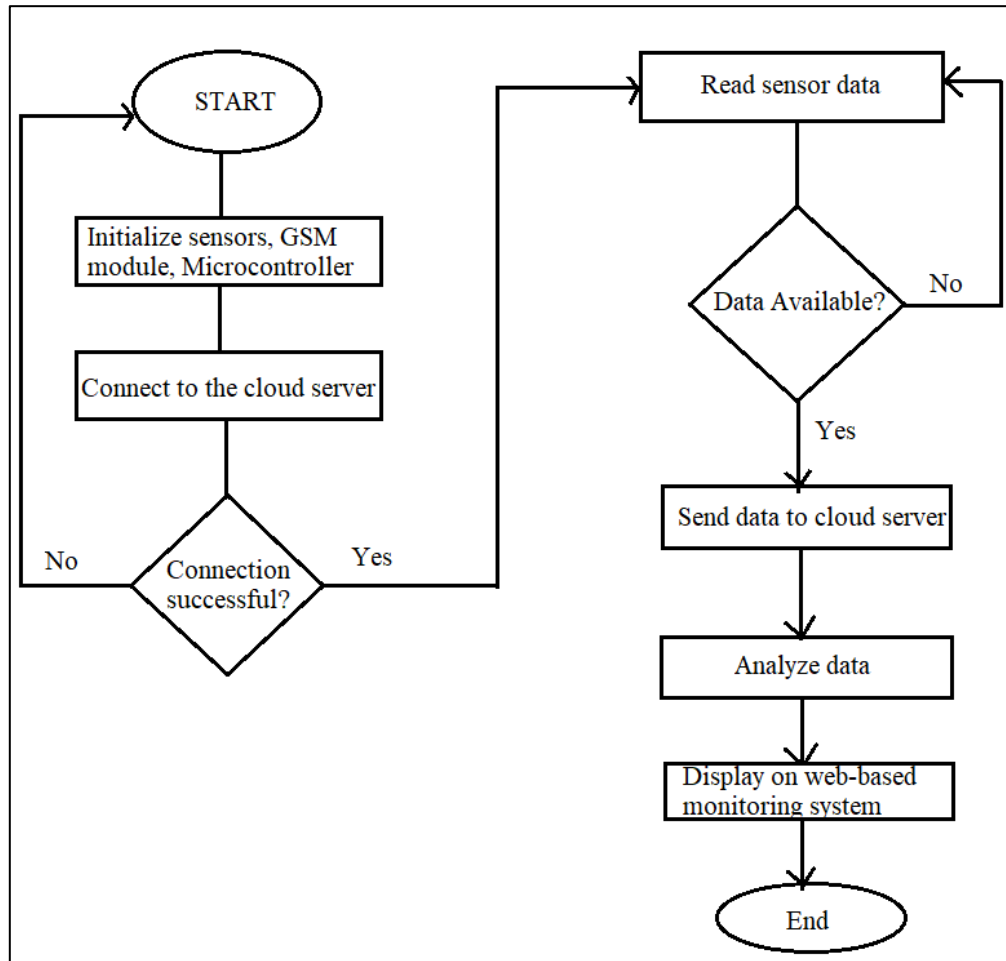 START
Initialize sensors, GSM
module, Microcontroller
Connect to the cloud server
Connection
successful?
No
Yes
Read sensor data
Data Available?
No
Yes
Send data to cloud server
Analyze data
Display on web-based
monitoring system
End